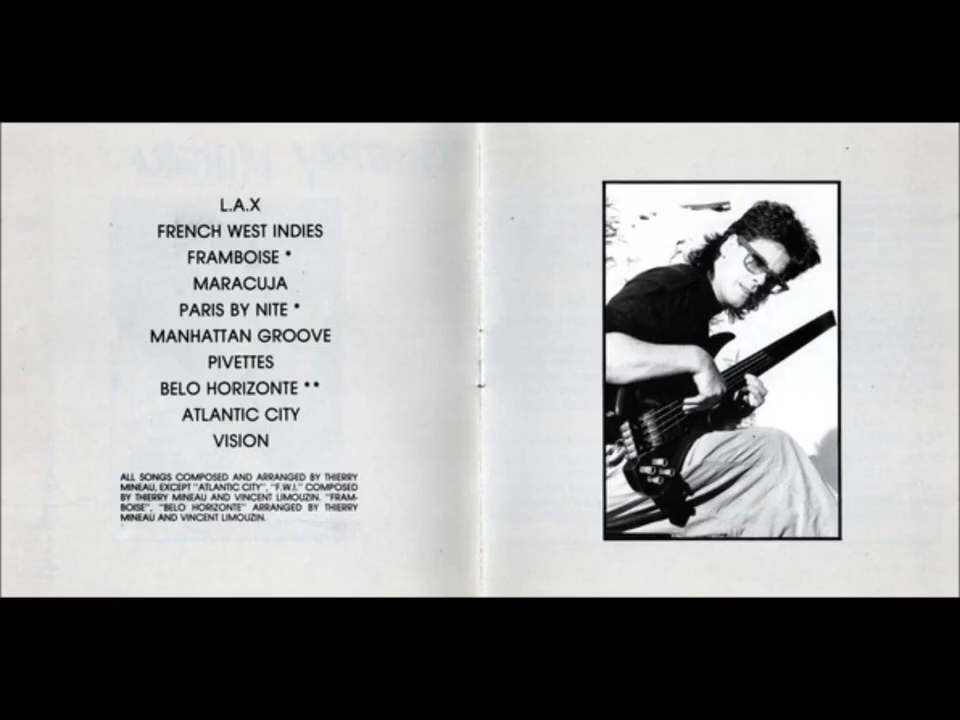 L.A.X
FRENCH WEST INDIES
FRAMBOISE *
MARACUJA
PARIS BY NITE *
MANHATTAN GROOVE
PIVETTES
BELO HORIZONTE **
ATLANTIC CITY
VISION
ALL SONGS COMPOSED AND ARRANGED BY THIERRY
MINEAU, EXCEPT "ATLANTIC CITY", "F.W.I." COMPOSED
BY THIERRY MINEAU AND VINCENT LIMOUZIN. "FRAM-
BOISE", "BELO HORIZONTE" ARRANGED BY THIERRY
MINEAU AND VINCENT LIMOUZIN.